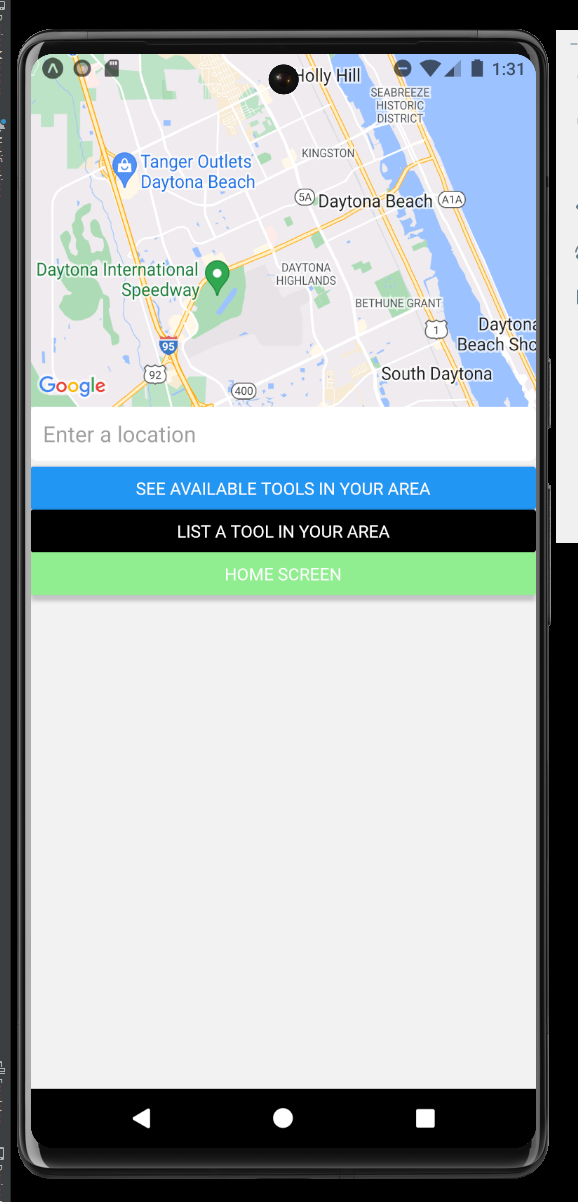 1:31
Holly Hill
SEABREEZE
HISTORIC
DISTRICT
KINGSTON
Tanger Outlets
Daytona Beach
5A
Daytona Beach
A1A
Daytona International
Speedway
DAYTONA
HIGHLANDS
BETHUNE GRANT
1
Daytona
Beach Sho
95
92
South Daytona
400
Google
Enter a location
SEE AVAILABLE TOOLS IN YOUR AREA
LIST A TOOL IN YOUR AREA
HOME SCREEN